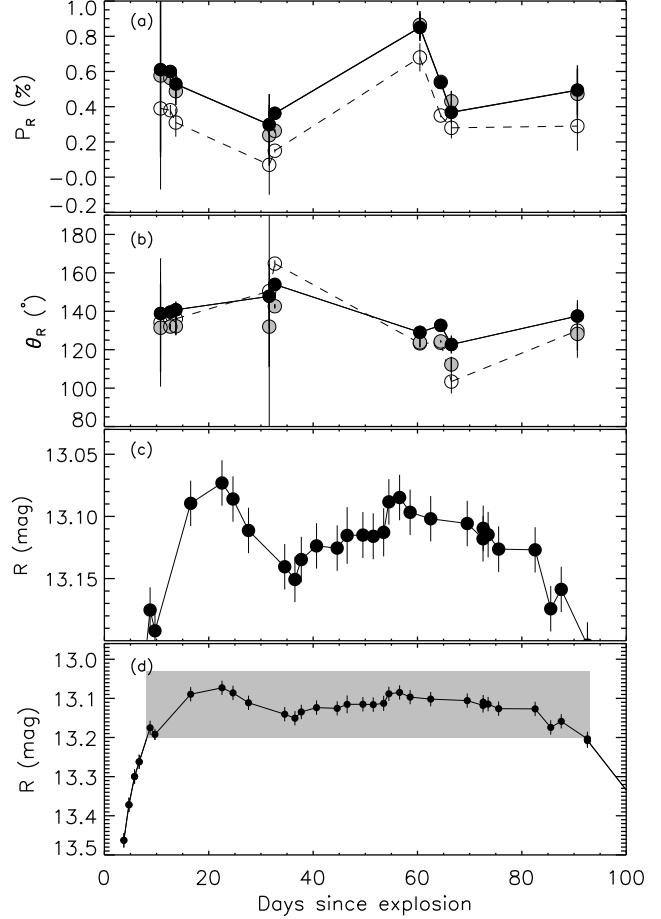 (a)
1.0
0.8
0.6
0.4
0.2
-0.0
-0.2
P_R (%)
(b)
180
160
140
120
100
80
θ_R (°)
(c)
13.05
13.10
13.15
R (mag)
(d)
13.0
13.1
13.2
13.3
13.4
13.5
R (mag)
0 20 40 60 80 100
Days since explosion